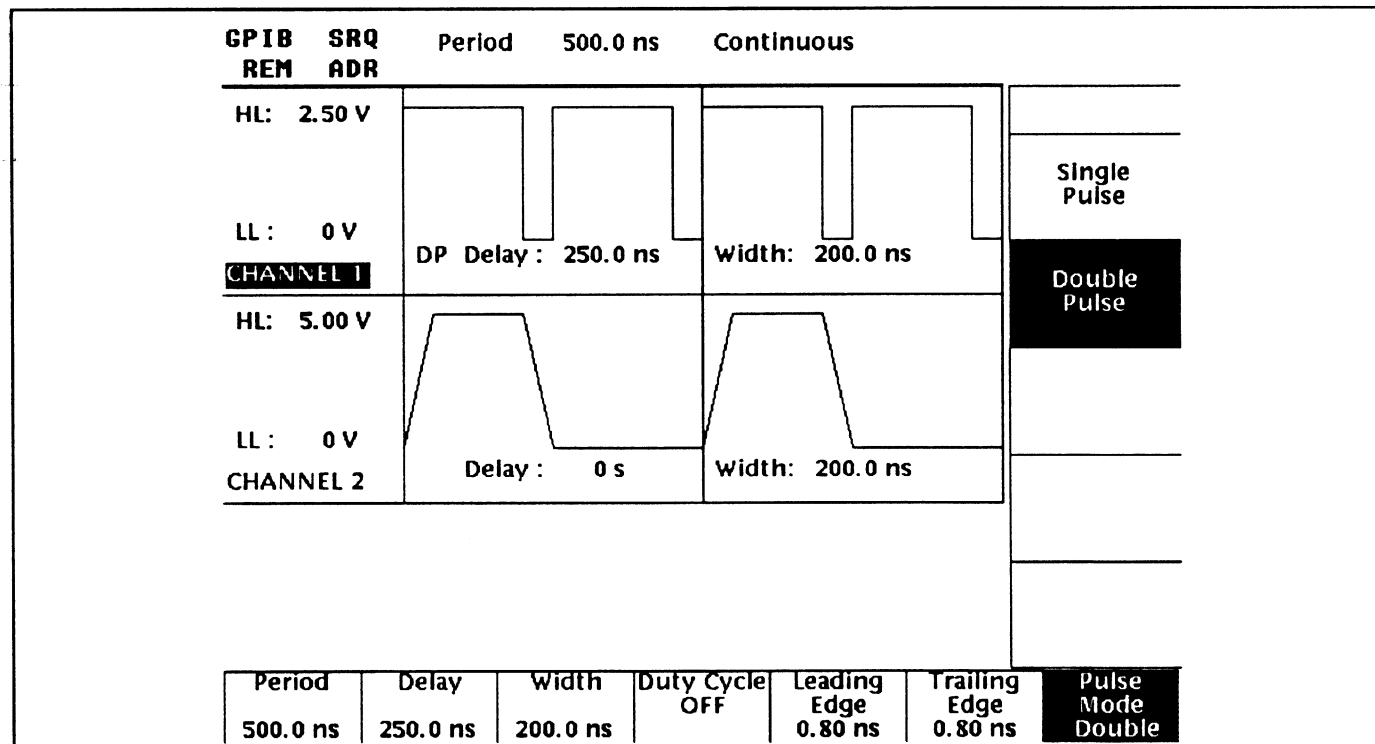 GPIB SRQ Period 500.0 ns Continuous
REM ADR
HL: 2.50 V
LL : 0 V
CHANNEL 1
DP Delay : 250.0 ns Width: 200.0 ns
HL: 5.00 V
LL : 0 V
CHANNEL 2
Delay : 0 s Width: 200.0 ns
Single
Pulse
Double
Pulse
Period
500.0 ns
Delay
250.0 ns
Width
200.0 ns
Duty Cycle
OFF
Leading
Edge
0.80 ns
Trailing
Edge
0.80 ns
Pulse
Mode
Double